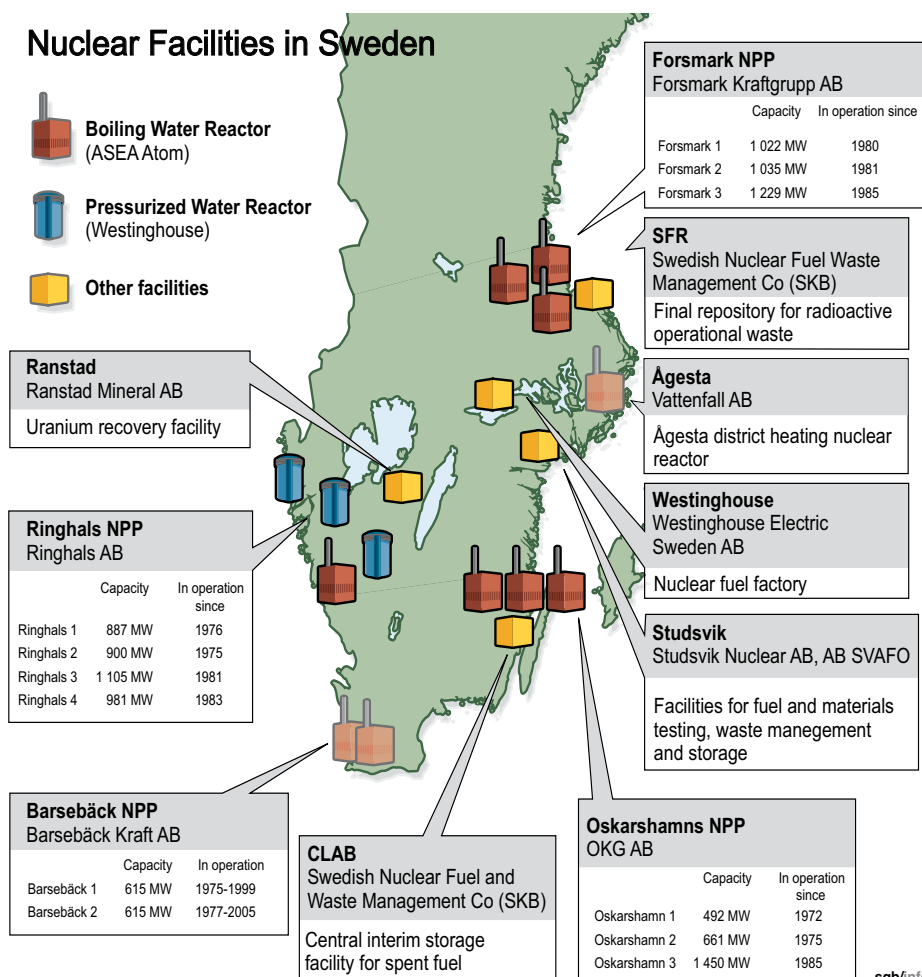 Nuclear Facilities in Sweden
Boiling Water Reactor
(ASEA Atom)
Pressurized Water Reactor
(Westinghouse)
Other facilities
Forsmark NPP
Forsmark Kraftgrupp AB
Capacity In operation since
Forsmark 1 1 022 MW 1980
Forsmark 2 1 035 MW 1981
Forsmark 3 1 229 MW 1985
SFR
Swedish Nuclear Fuel Waste
Management Co (SKB)
Final repository for radioactive
operational waste
Ågesta
Vattenfall AB
Ågesta district heating nuclear
reactor
Westinghouse
Westinghouse Electric
Sweden AB
Nuclear fuel factory
Studsvik
Studsvik Nuclear AB, AB SVAFO
Facilities for fuel and materials
testing, waste manegement
and storage
Ranstad
Ranstad Mineral AB
Uranium recovery facility
Ringhals NPP
Ringhals AB
Capacity In operation
since
Ringhals 1 887 MW 1976
Ringhals 2 900 MW 1975
Ringhals 3 1 105 MW 1981
Ringhals 4 981 MW 1983
Barsebäck NPP
Barsebäck Kraft AB
Capacity In operation
Barsebäck 1 615 MW 1975-1999
Barsebäck 2 615 MW 1977-2005
CLAB
Swedish Nuclear Fuel and
Waste Management Co (SKB)
Central interim storage
facility for spent fuel
Oskarshamns NPP
OKG AB
Capacity In operation
since
Oskarshamn 1 492 MW 1972
Oskarshamn 2 661 MW 1975
Oskarshamn 3 1 450 MW 1985